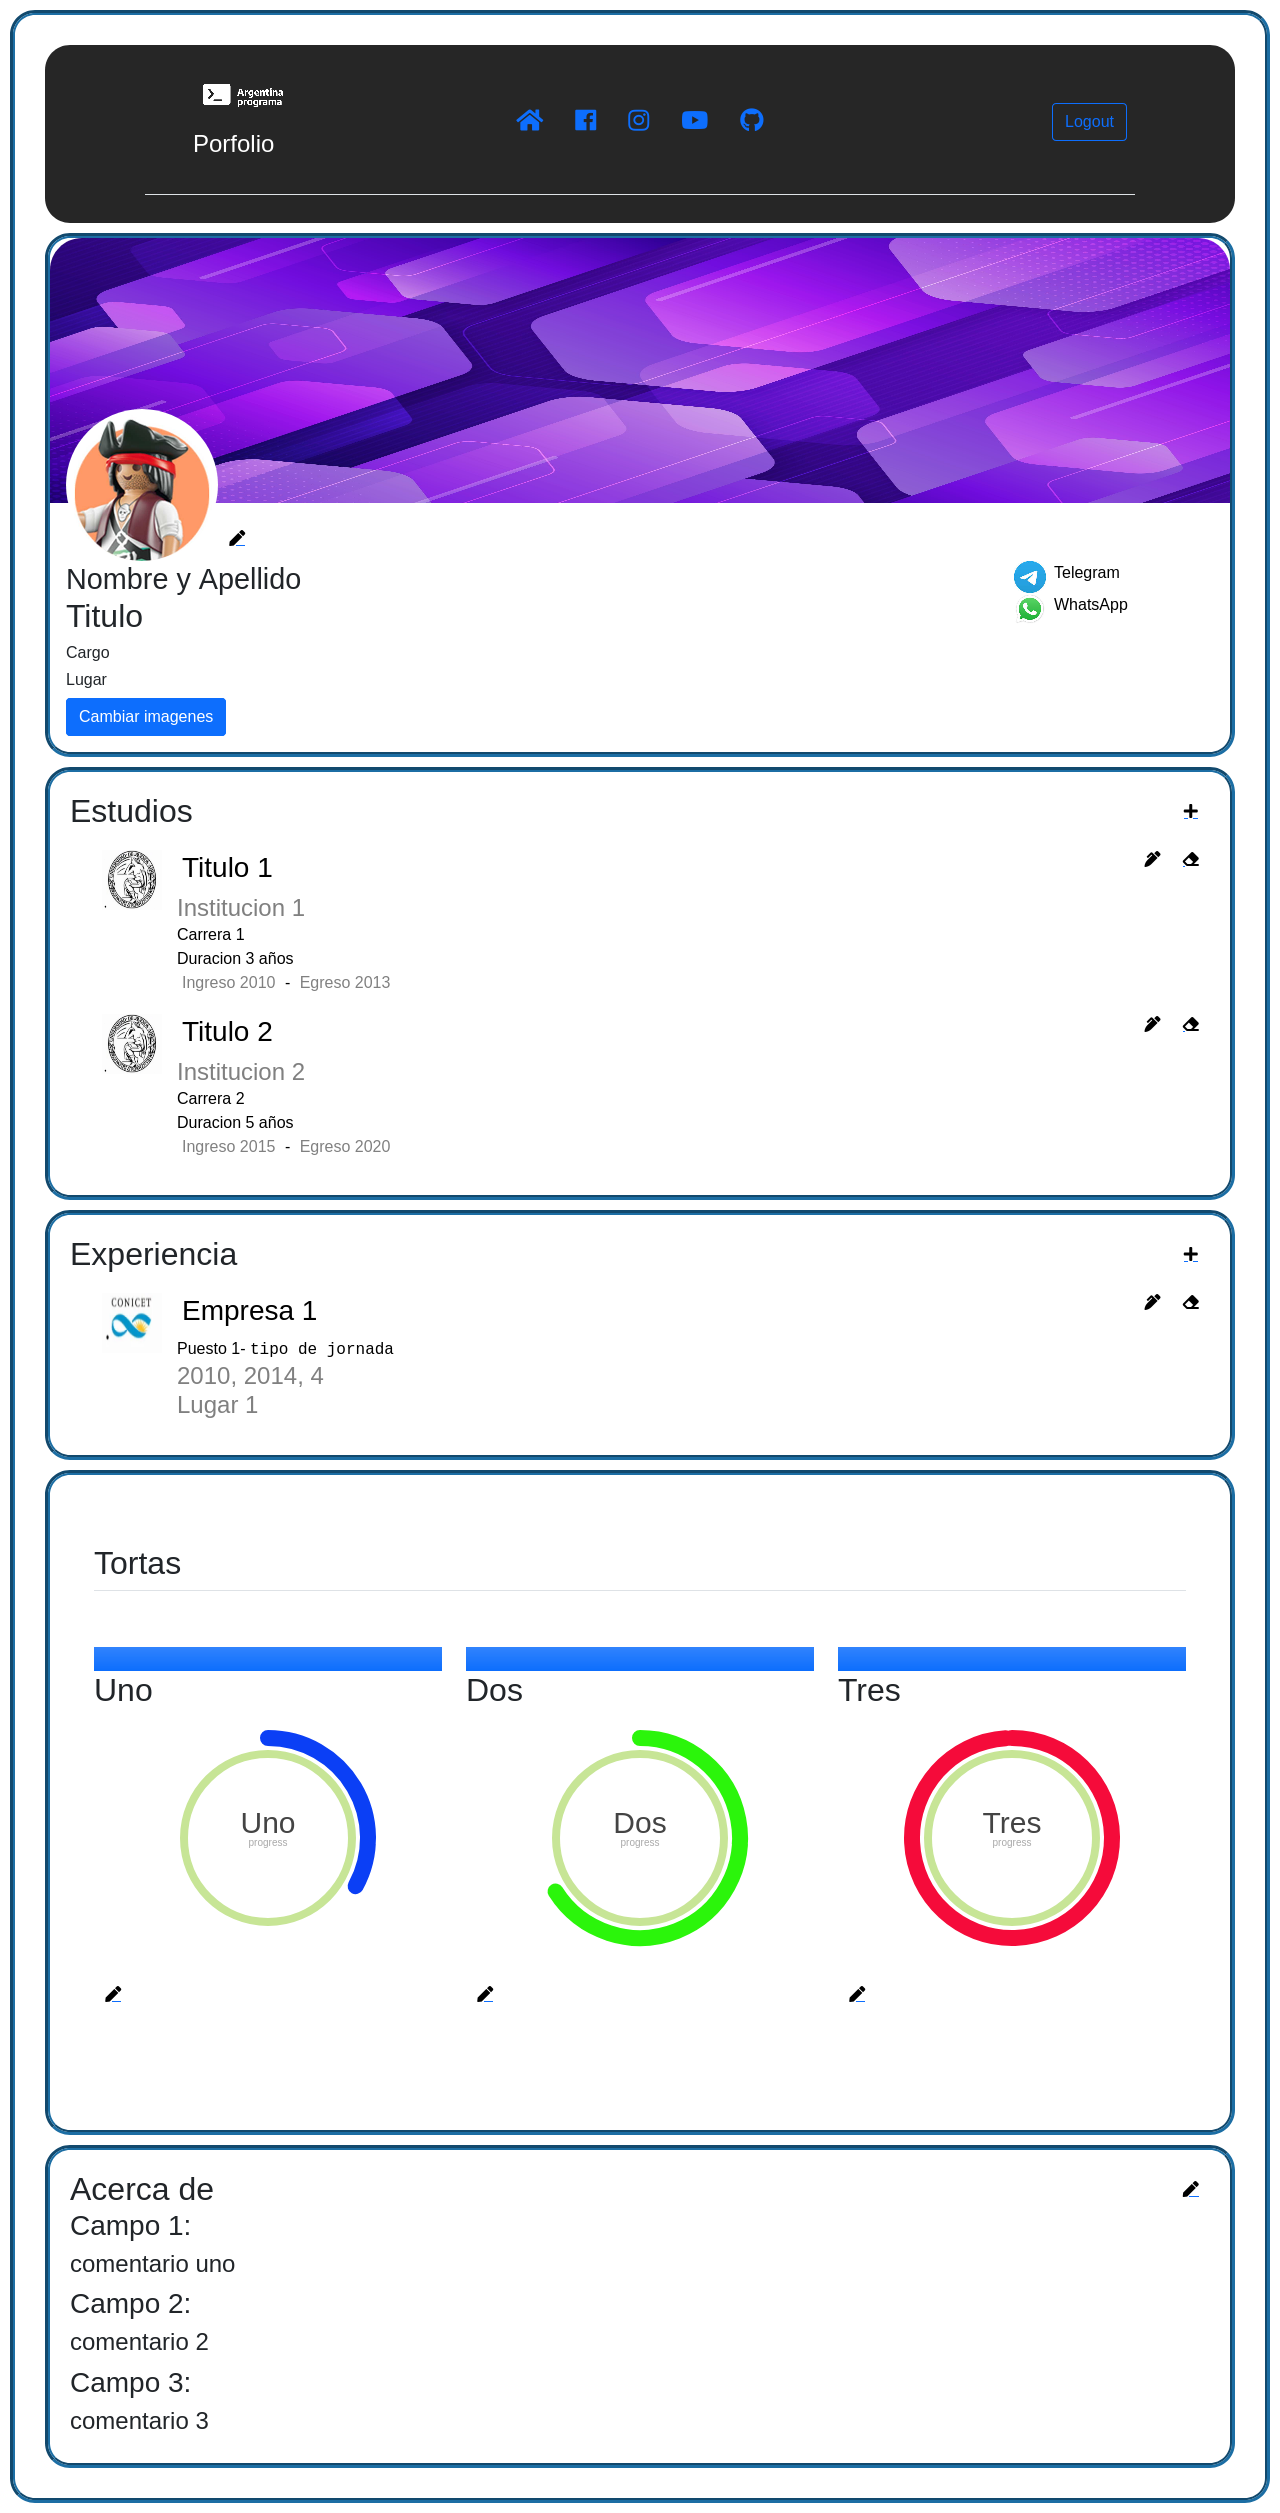 Argentina
programa
Porfolio
Logout
Nombre y Apellido
Titulo
Cargo
Lugar
Cambiar imagenes
Telegram
WhatsApp
Estudios
Titulo 1
Institucion 1
Carrera 1
Duracion 3 años
Ingreso 2010 - Egreso 2013
Titulo 2
Institucion 2
Carrera 2
Duracion 5 años
Ingreso 2015 - Egreso 2020
Experiencia
CONICET
Empresa 1
Puesto 1- tipo de jornada
2010, 2014, 4
Lugar 1
Tortas
Uno
Dos
Tres
Uno
progress
Dos
progress
Tres
progress
Acerca de
Campo 1:
comentario uno
Campo 2:
comentario 2
Campo 3:
comentario 3